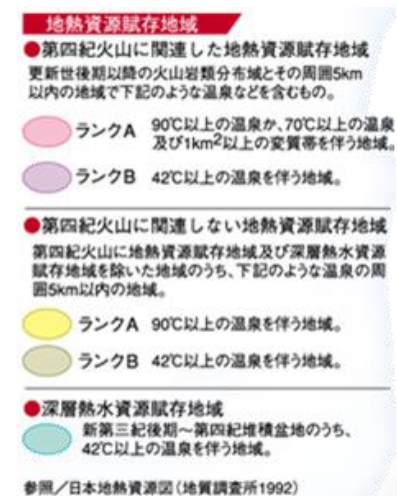 地熱資源賦存地域
●第四紀火山に関連した地熱資源賦存地域
更新世後期以降の火山岩類分布域とその周囲5km
以内の地域で下記のような温泉などを含むもの。
ランクA 90℃以上の温泉か、70℃以上の温泉
及び1km²以上の変質帯を伴う地域。
ランクB 42℃以上の温泉を伴う地域。
●第四紀火山に関連しない地熱資源賦存地域
第四紀火山に地熱資源賦存地域及び深層熱水資源
賦存地域を除いた地域のうち、下記のような温泉の周
囲5km以内の地域。
ランクA 90℃以上の温泉を伴う地域。
ランクB 42℃以上の温泉を伴う地域。
●深層熱水資源賦存地域
新第三紀後期～第四紀堆積盆地のうち、
42℃以上の温泉を伴う地域。
参照／日本地熱資源図（地質調査所1992）